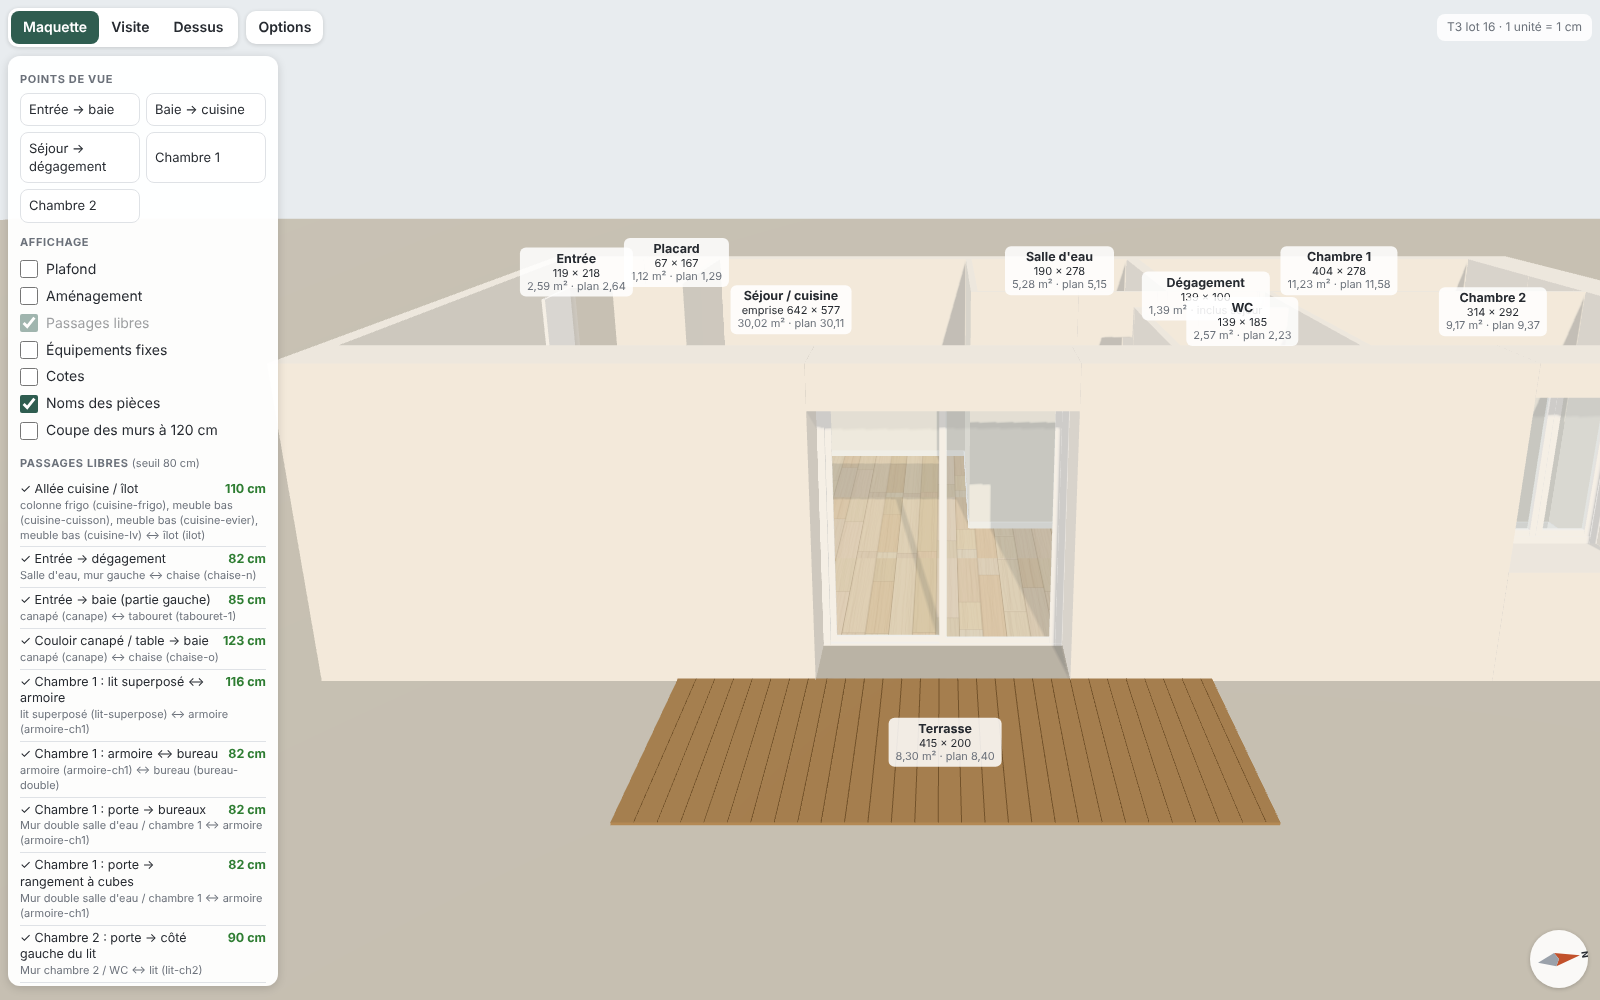 Maquette Visite Dessus Options
T3 lot 16 · 1 unité = 1 cm
POINTS DE VUE
Entrée → baie
Baie → cuisine
Séjour →
dégagement
Chambre 1
Chambre 2
AFFICHAGE
Plafond
Aménagement
Passages libres
Équipements fixes
Cotes
Noms des pièces
Coupe des murs à 120 cm
PASSAGES LIBRES (seuil 80 cm)
✓ Allée cuisine / îlot 110 cm
colonne frigo (cuisine-frigo), meuble bas
(cuisine-cuisson), meuble bas (cuisine-evier),
meuble bas (cuisine-lv) ↔ îlot (ilot)
✓ Entrée → dégagement 82 cm
Salle d'eau, mur gauche ↔ chaise (chaise-n)
✓ Entrée → baie (partie gauche) 85 cm
canapé (canape) ↔ tabouret (tabouret-1)
✓ Couloir canapé / table → baie 123 cm
canapé (canape) ↔ chaise (chaise-o)
✓ Chambre 1 : lit superposé ↔ 116 cm
armoire
lit superposé (lit-superpose) ↔ armoire
(armoire-ch1)
✓ Chambre 1 : armoire ↔ bureau 82 cm
armoire (armoire-ch1) ↔ bureau (bureau-
double)
✓ Chambre 1 : porte → bureaux 82 cm
Mur double salle d'eau / chambre 1 ↔ armoire
(armoire-ch1)
✓ Chambre 1 : porte → 82 cm
rangement à cubes
Mur double salle d'eau / chambre 1 ↔ armoire
(armoire-ch1)
✓ Chambre 2 : porte → côté 90 cm
gauche du lit
Mur chambre 2 / WC ↔ lit (lit-ch2)
Entrée
119 × 218
2,59 m² · plan 2,64
Placard
67 × 167
1,12 m² · plan 1,29
Séjour / cuisine
emprise 642 × 577
30,02 m² · plan 30,11
Salle d'eau
190 × 278
5,28 m² · plan 5,15
Dégagement
139 × 100
1,39 m² · inclus
WC
139 × 185
2,57 m² · plan 2,23
Chambre 1
404 × 278
11,23 m² · plan 11,58
Chambre 2
314 × 292
9,17 m² · plan 9,37
Terrasse
415 × 200
8,30 m² · plan 8,40
N